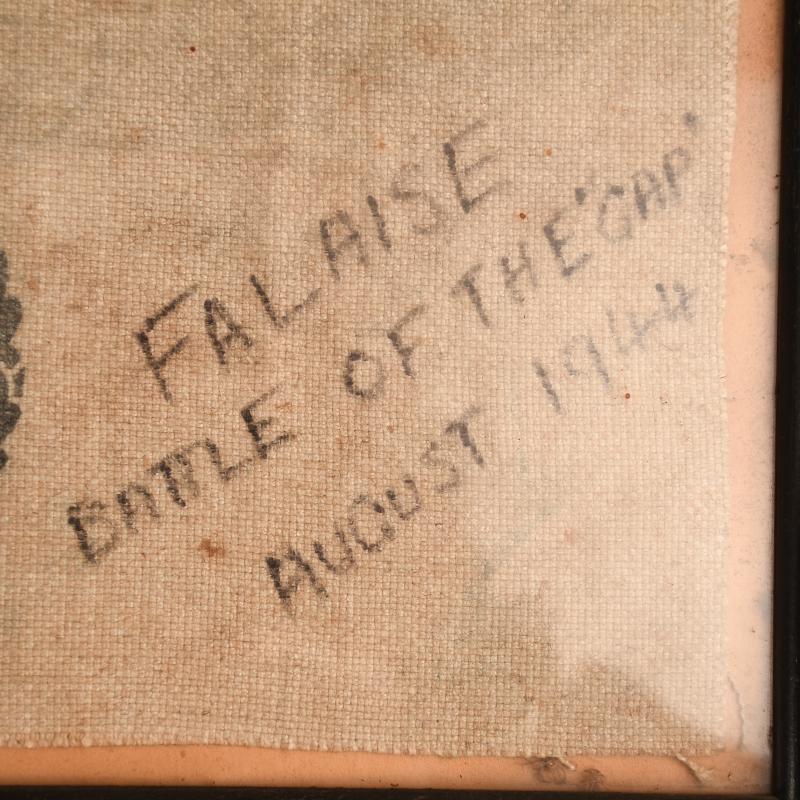 FALAISE
BATTLE OF THE "GAP"
AUGUST 1944